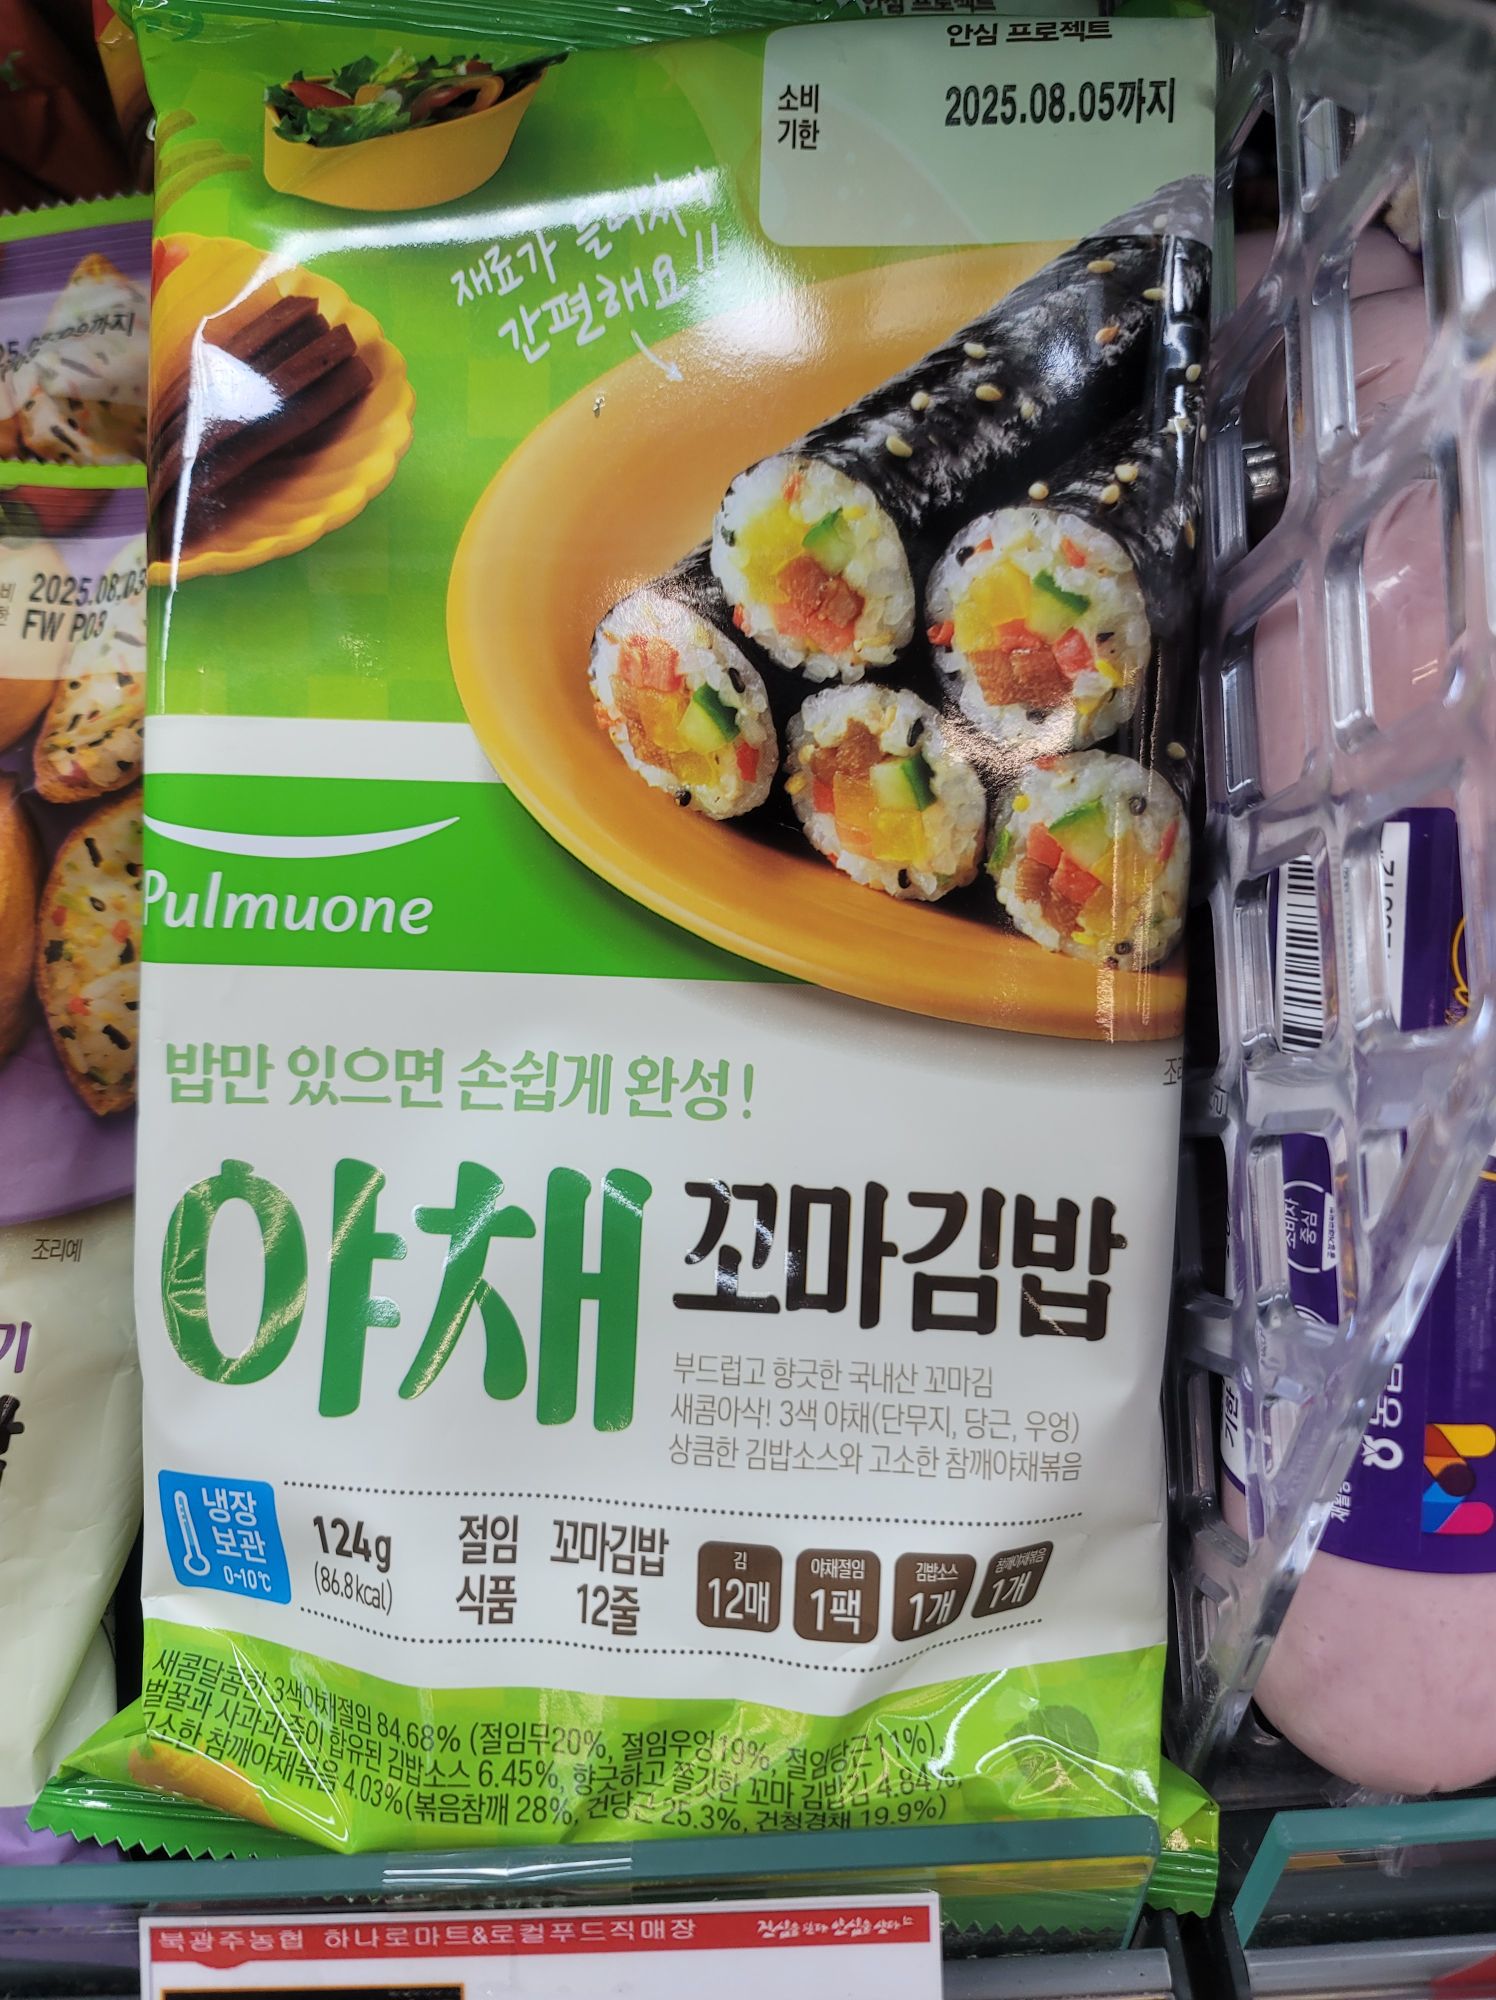 안심 프로젝트
소비
기한
2025.08.05까지
재료가
간편해요!!
Pulmuone
밥만 있으면 손쉽게 완성!
야채 꼬마김밥
부드럽고 향긋한 국내산 꼬마김
새콤아삭! 3색 야채(단무지, 당근, 우엉)
상큼한 김밥소스와 고소한 참깨야채볶음
냉장
보관
0~10℃
124g
(86.8kcal)
절임
식품
꼬마김밥
12줄
김
12매
야채절임
1팩
김밥소스
1개
참깨야채볶음
1개
새콤달콤한 3색야채절임 84.68% (절임무20%, 절임우엉19%, 절임당근11%),
벌꿀과 사과과즙이 함유된 김밥소스 6.45%, 향긋하고 쫄깃한 꼬마 김밥김 4.84%,
고소한 참깨야채볶음 4.03%(볶음참깨 28%, 건당근 25.3%, 건청경채 19.9%)
2025.08.03
FW P03
조리예
소비자
중심
북광주농협 하나로마트&로컬푸드직매장